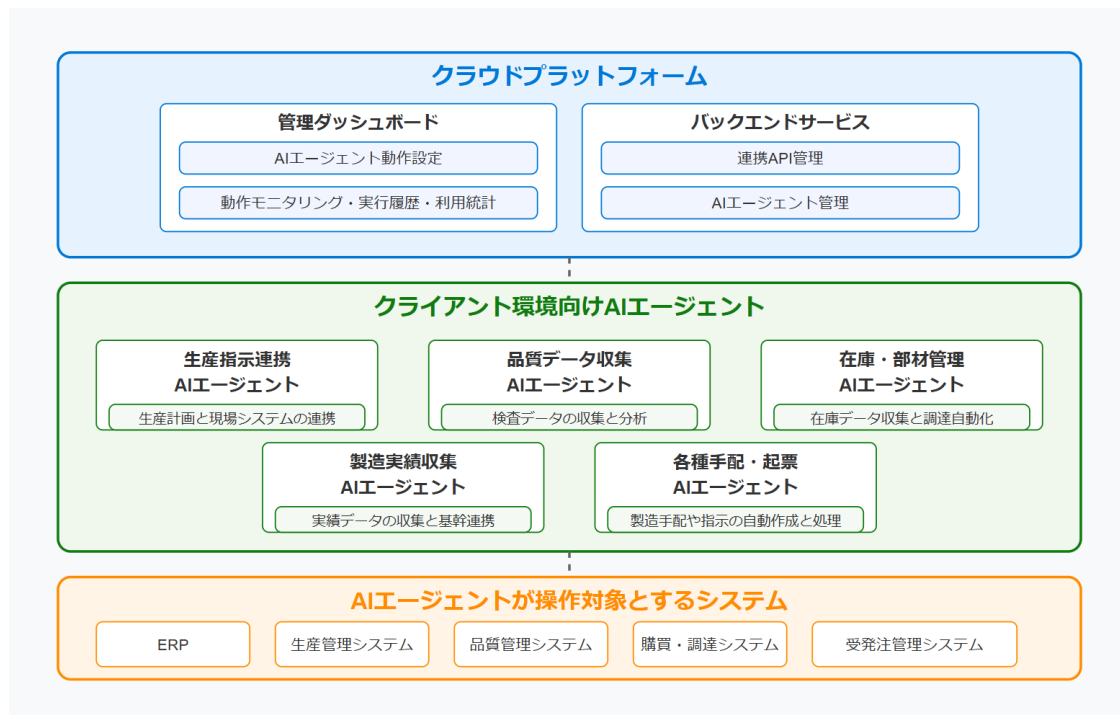 クラウドプラットフォーム
管理ダッシュボード
AIエージェント動作設定
動作モニタリング・実行履歴・利用統計
バックエンドサービス
連携API管理
AIエージェント管理
クライアント環境向けAIエージェント
生産指示連携
AIエージェント
生産計画と現場システムの連携
品質データ収集
AIエージェント
検査データの収集と分析
在庫・部材管理
AIエージェント
在庫データ収集と調達自動化
製造実績収集
AIエージェント
実績データの収集と基幹連携
各種手配・起票
AIエージェント
製造手配や指示の自動作成と処理
AIエージェントが操作対象とするシステム
ERP
生産管理システム
品質管理システム
購買・調達システム
受発注管理システム